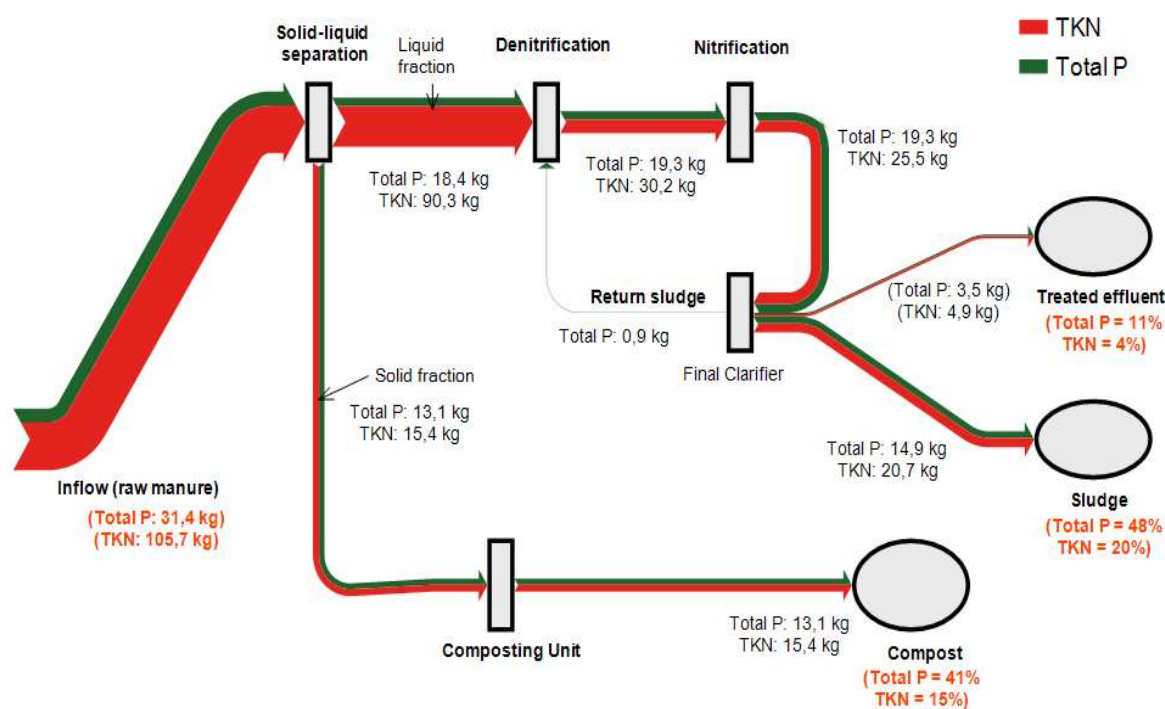 TKN
Total P
Solid-liquid
separation
Liquid
fraction
Denitrification
Nitrification
Total P: 18,4 kg
TKN: 90,3 kg
Total P: 19,3 kg
TKN: 30,2 kg
Total P: 19,3 kg
TKN: 25,5 kg
Return sludge
Total P: 0,9 kg
Final Clarifier
(Total P: 3,5 kg)
(TKN: 4,9 kg)
Treated effluent
(Total P = 11%
TKN = 4%)
Solid fraction
Total P: 13,1 kg
TKN: 15,4 kg
Total P: 14,9 kg
TKN: 20,7 kg
Sludge
(Total P = 48%
TKN = 20%)
Inflow (raw manure)
(Total P: 31,4 kg)
(TKN: 105,7 kg)
Composting Unit
Total P: 13,1 kg
TKN: 15,4 kg
Compost
(Total P = 41%
TKN = 15%)